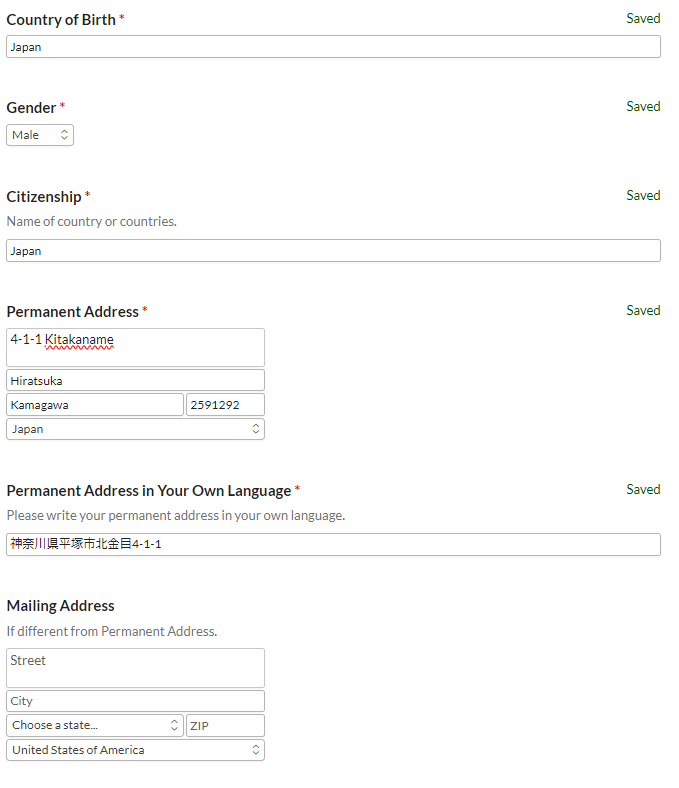 Country of Birth * Saved
Japan
Gender * Saved
Male
Citizenship * Saved
Name of country or countries.
Japan
Permanent Address * Saved
4-1-1 Kitakaname
Hiratsuka
Kamagawa 2591292
Japan
Permanent Address in Your Own Language * Saved
Please write your permanent address in your own language.
神奈川県平塚市北金目4-1-1
Mailing Address
If different from Permanent Address.
Street
City
Choose a state... ZIP
United States of America